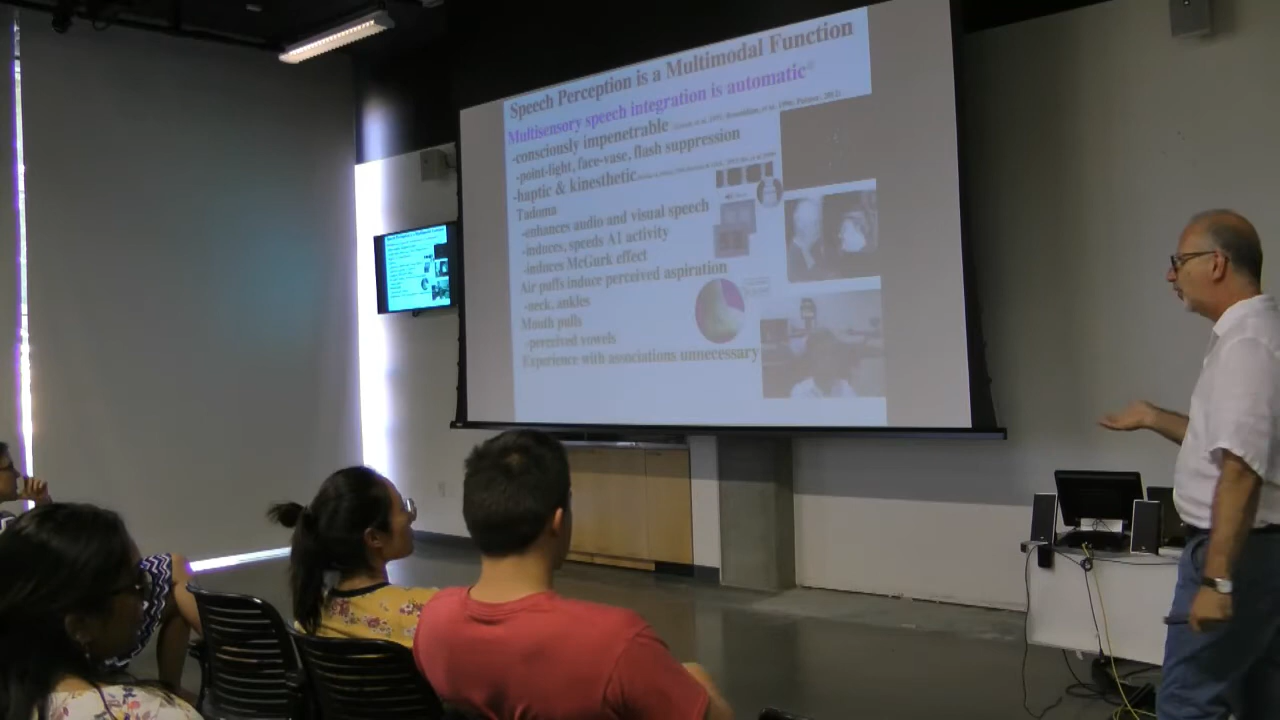 Speech Perception is a Multimodal Function
Multisensory speech integration is automatic
-consciously impenetrable
-point-light, face-vase, flash suppression
-haptic & kinesthetic
Tadoma
-enhances audio and visual speech
-induces, speeds A1 activity
-induces McGurk effect
Air puffs induce perceived aspiration
-neck, ankles
Mouth pulls
-perceived vowels
Experience with associations unnecessary